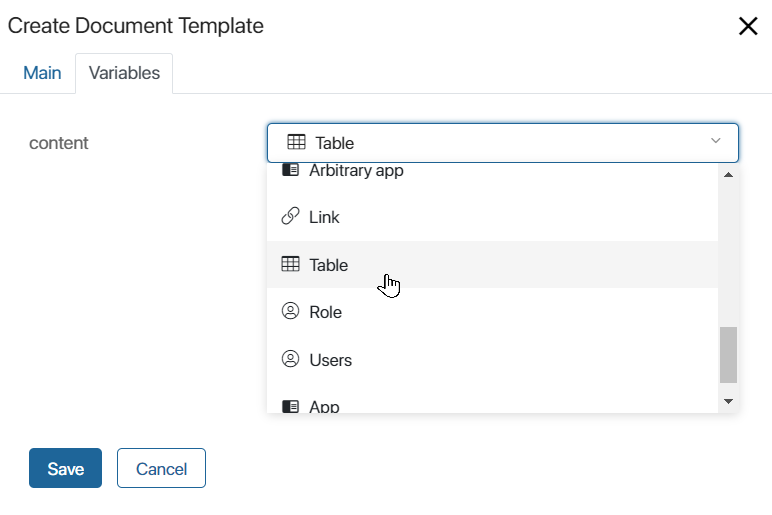 Create Document Template
Main Variables
content Table
Arbitrary app
Link
Table
Role
Users
App
Save Cancel